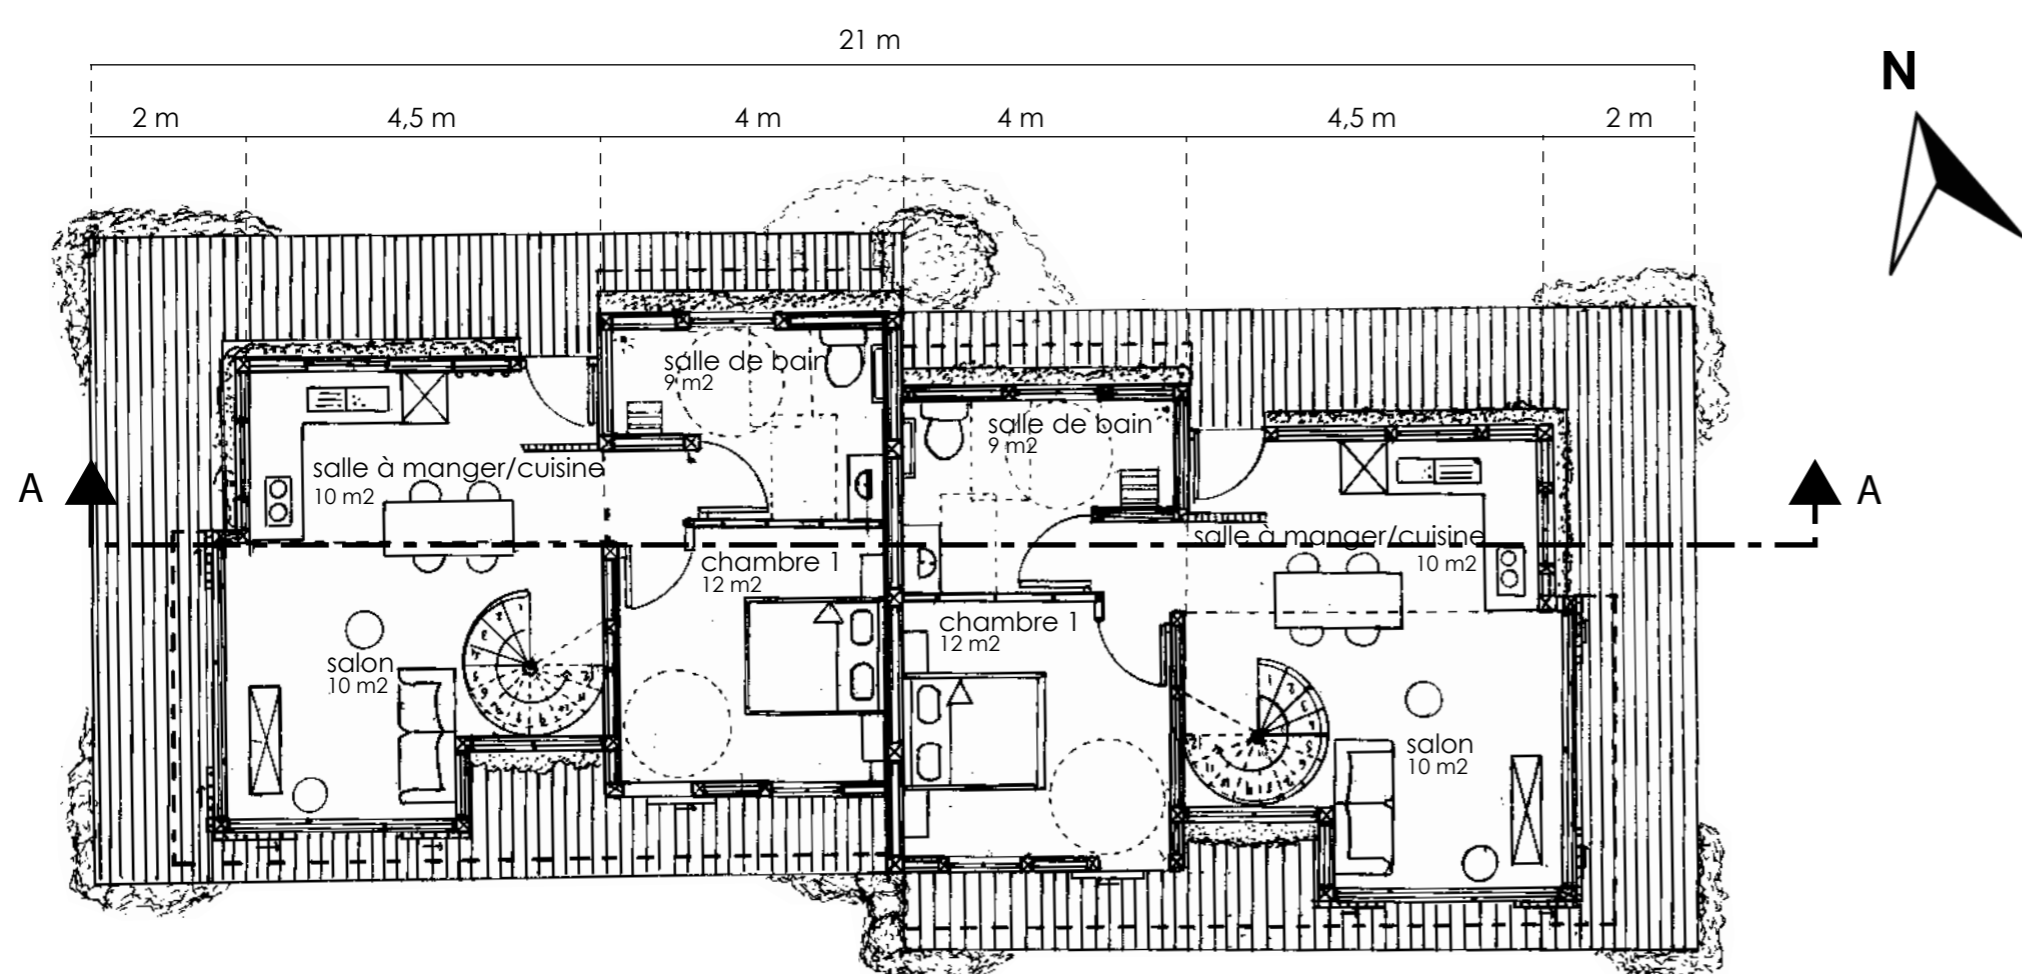 21 m
N
2 m
4,5 m
4 m
4 m
4,5 m
2 m
salle de bain
9 m2
salle de bain
9 m2
salle à manger/cuisine
10 m2
A
A
salle à manger/cuisine
10 m2
chambre 1
12 m2
chambre 1
12 m2
salon
10 m2
salon
10 m2